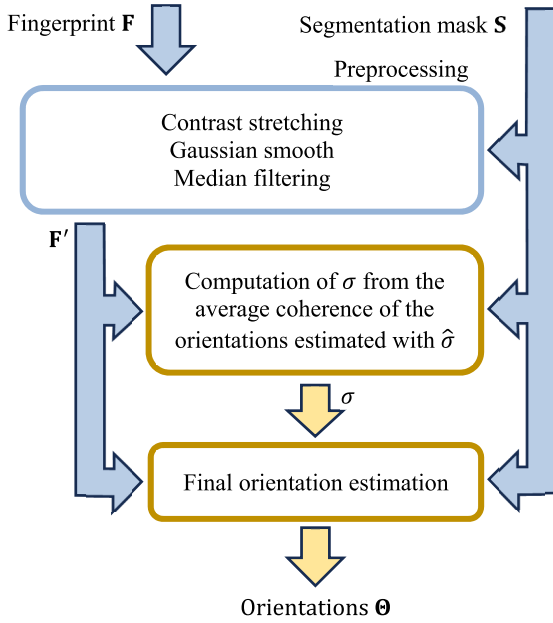 Fingerprint F
Segmentation mask S
Preprocessing
Contrast stretching
Gaussian smooth
Median filtering
F′
Computation of σ from the
average coherence of the
orientations estimated with σ̂
σ
Final orientation estimation
Orientations Θ